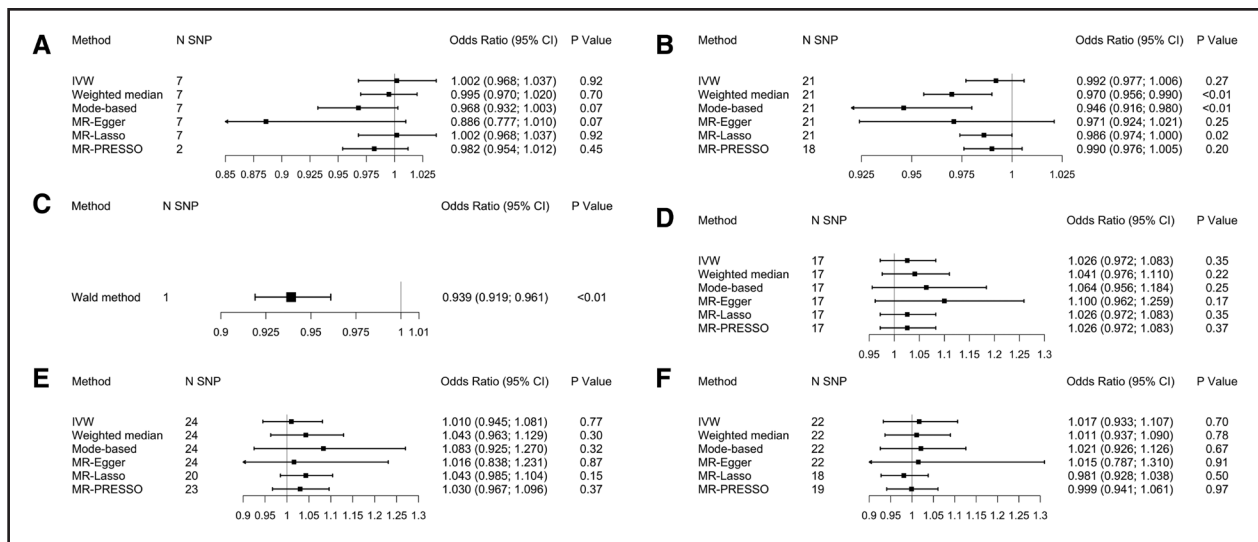 A
Method N SNP Odds Ratio (95% CI) P Value
IVW 7 1.002 (0.968; 1.037) 0.92
Weighted median 7 0.995 (0.970; 1.020) 0.70
Mode-based 7 0.968 (0.932; 1.003) 0.07
MR-Egger 7 0.886 (0.777; 1.010) 0.07
MR-Lasso 7 1.002 (0.968; 1.037) 0.92
MR-PRESSO 2 0.982 (0.954; 1.012) 0.45
0.85 0.875 0.9 0.925 0.95 0.975 1 1.025
B
Method N SNP Odds Ratio (95% CI) P Value
IVW 21 0.992 (0.977; 1.006) 0.27
Weighted median 21 0.970 (0.956; 0.990) <0.01
Mode-based 21 0.946 (0.916; 0.980) <0.01
MR-Egger 21 0.971 (0.924; 1.021) 0.25
MR-Lasso 21 0.986 (0.974; 1.000) 0.02
MR-PRESSO 18 0.990 (0.976; 1.005) 0.20
0.925 0.95 0.975 1 1.025
C
Method N SNP Odds Ratio (95% CI) P Value
Wald method 1 0.939 (0.919; 0.961) <0.01
0.9 0.925 0.95 0.975 1 1.01
D
Method N SNP Odds Ratio (95% CI) P Value
IVW 17 1.026 (0.972; 1.083) 0.35
Weighted median 17 1.041 (0.976; 1.110) 0.22
Mode-based 17 1.064 (0.956; 1.184) 0.25
MR-Egger 17 1.100 (0.962; 1.259) 0.17
MR-Lasso 17 1.026 (0.972; 1.083) 0.35
MR-PRESSO 17 1.026 (0.972; 1.083) 0.37
0.95 1 1.05 1.1 1.15 1.2 1.25 1.3
E
Method N SNP Odds Ratio (95% CI) P Value
IVW 24 1.010 (0.945; 1.081) 0.77
Weighted median 24 1.043 (0.963; 1.129) 0.30
Mode-based 24 1.083 (0.925; 1.270) 0.32
MR-Egger 24 1.016 (0.838; 1.231) 0.87
MR-Lasso 20 1.043 (0.985; 1.104) 0.15
MR-PRESSO 23 1.030 (0.967; 1.096) 0.37
0.9 0.95 1 1.05 1.1 1.15 1.2 1.25 1.3
F
Method N SNP Odds Ratio (95% CI) P Value
IVW 22 1.017 (0.933; 1.107) 0.70
Weighted median 22 1.011 (0.937; 1.090) 0.78
Mode-based 22 1.021 (0.926; 1.126) 0.67
MR-Egger 22 1.015 (0.787; 1.310) 0.91
MR-Lasso 18 0.981 (0.928; 1.038) 0.50
MR-PRESSO 19 0.999 (0.941; 1.061) 0.97
0.9 0.95 1 1.05 1.1 1.15 1.2 1.25 1.3